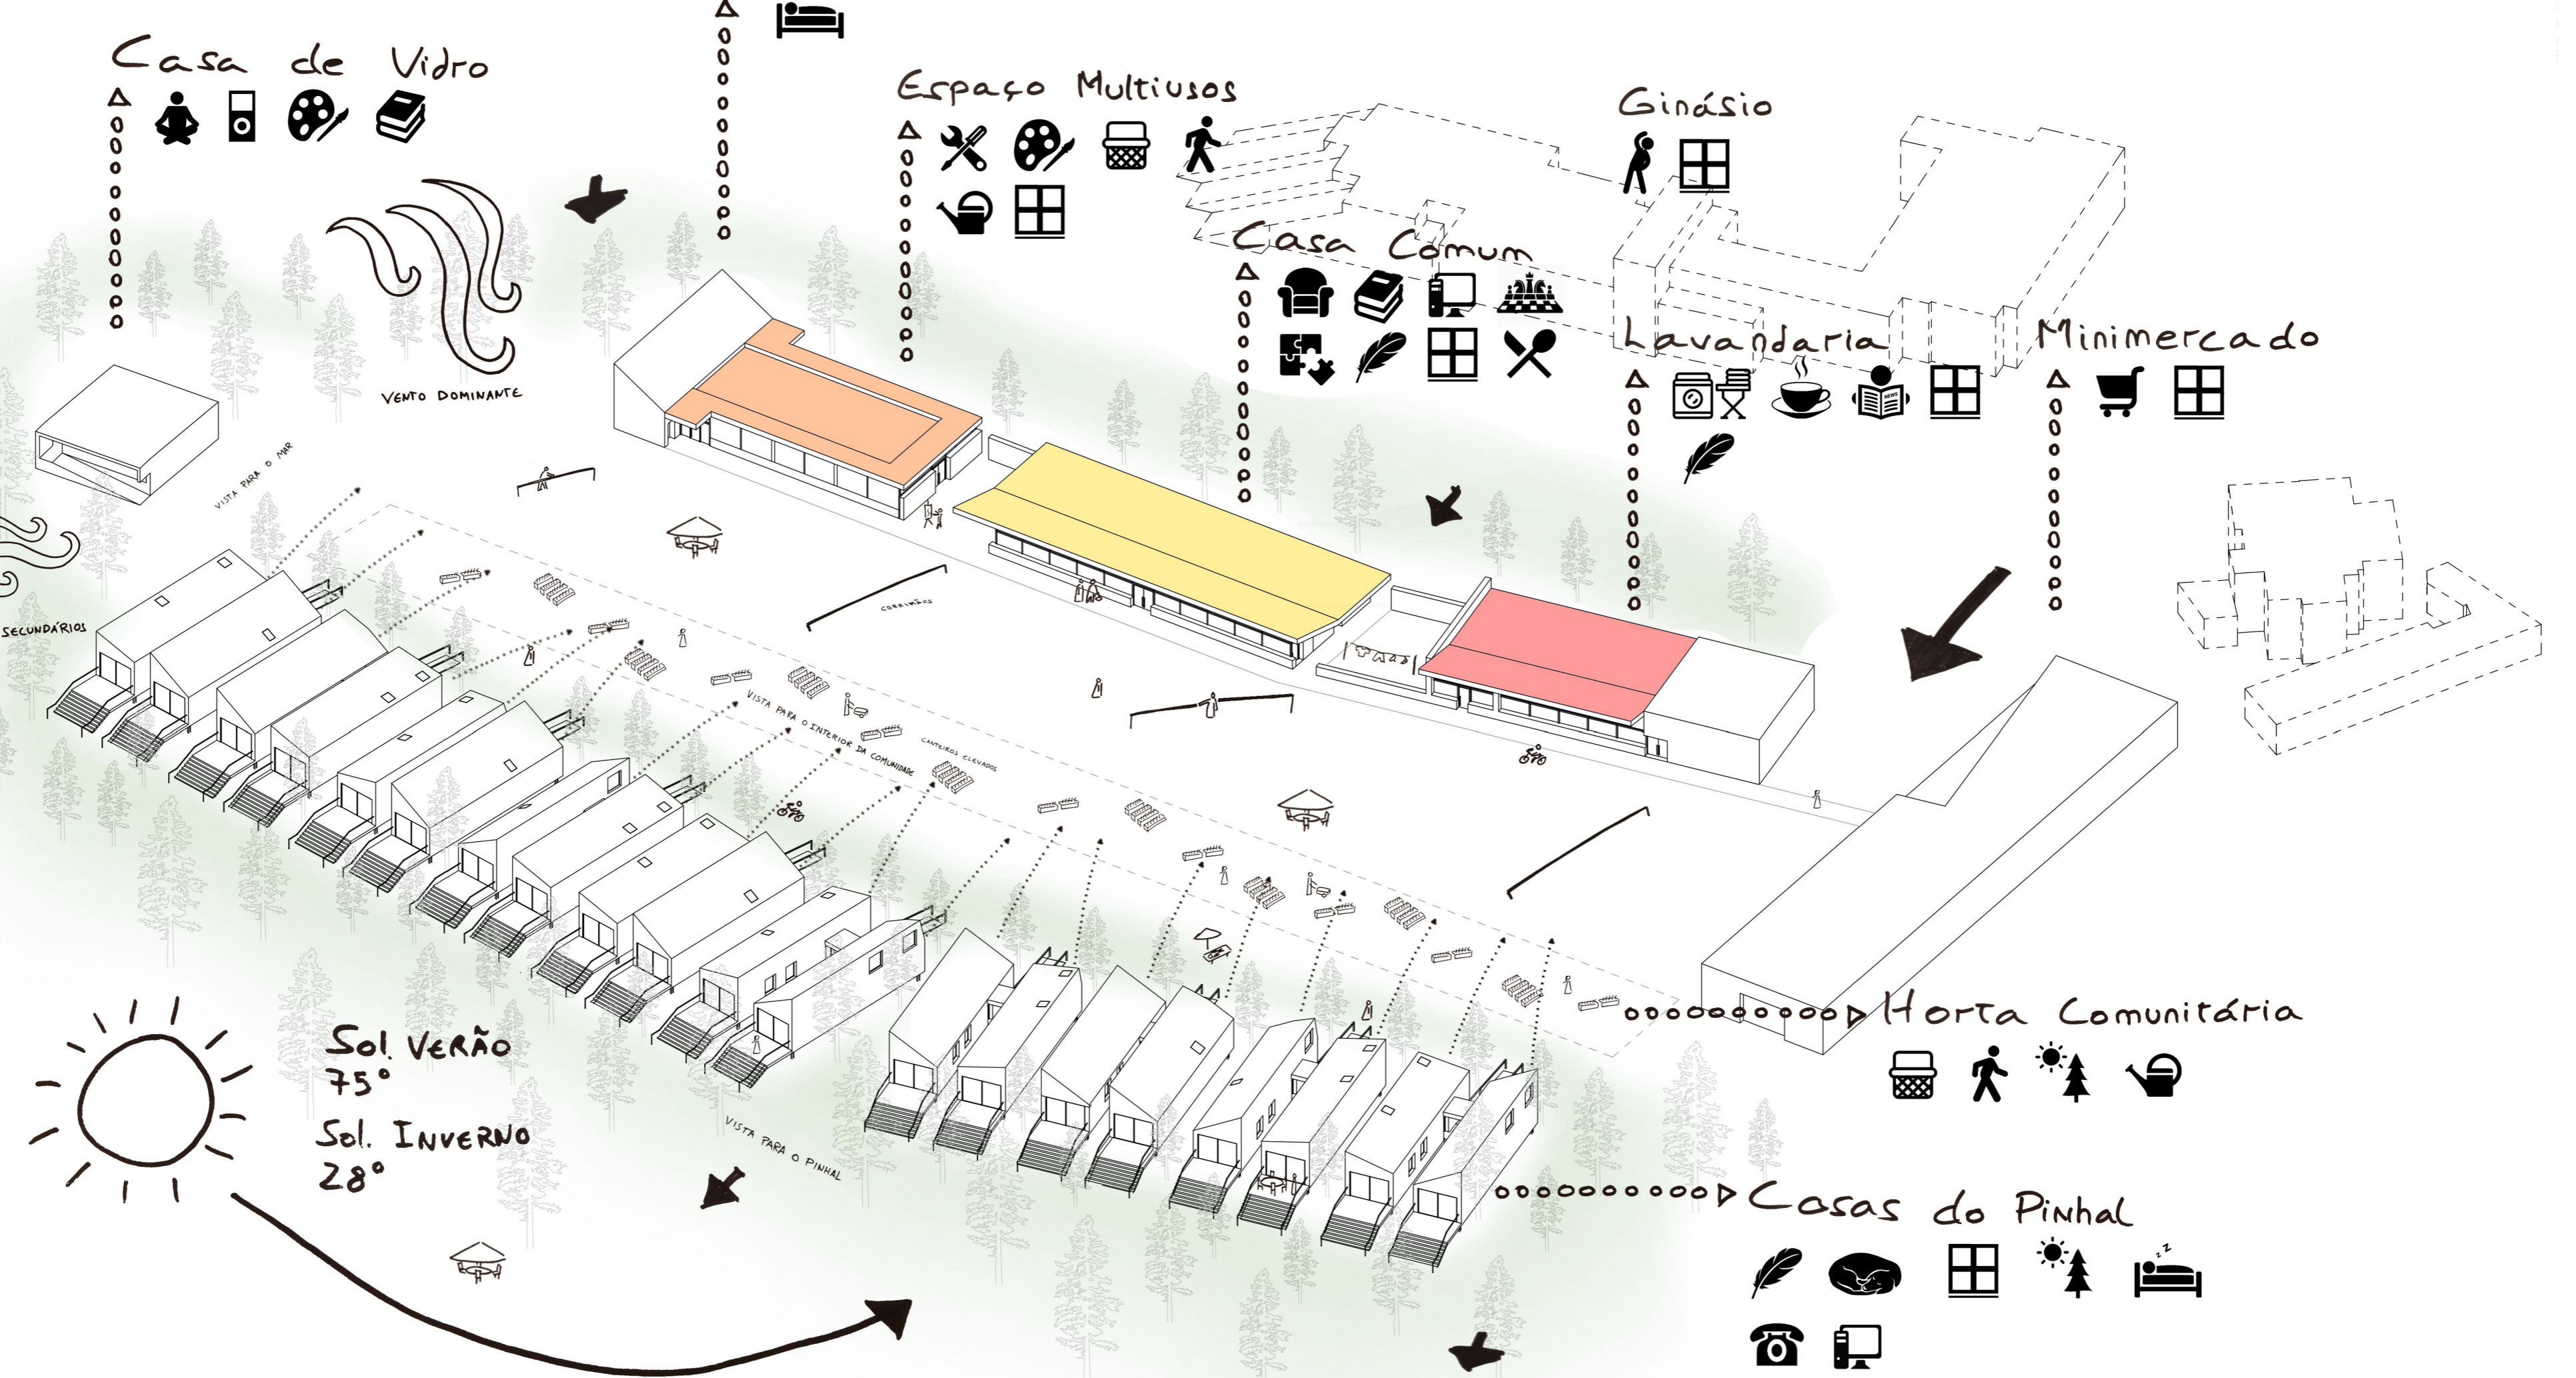 Casa de Vidro
Espaço Multiusos
Ginásio
Casa Comum
Lavandaria
Minimercado
NEWS
VENTO DOMINANTE
VISTA PARA O MAR
SECUNDÁRIOS
CORRIMÃOS
VISTA PARA O INTERIOR DA COMUNIDADE
CANTEIROS ELEVADOS
Horta Comunitária
Sol. VERÃO
75°
Sol. INVERNO
28°
VISTA PARA O PINHAL
Casas do Pinhal
z z